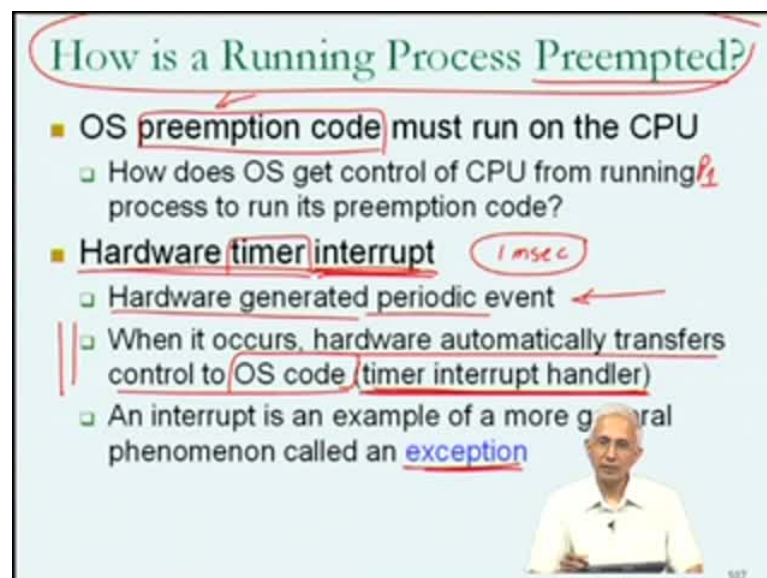 How is a Running Process Preempted?
OS preemption code must run on the CPU
How does OS get control of CPU from running P1
process to run its preemption code?
Hardware timer interrupt 1 msec
Hardware generated periodic event
When it occurs, hardware automatically transfers
control to OS code (timer interrupt handler)
An interrupt is an example of a more general
phenomenon called an exception